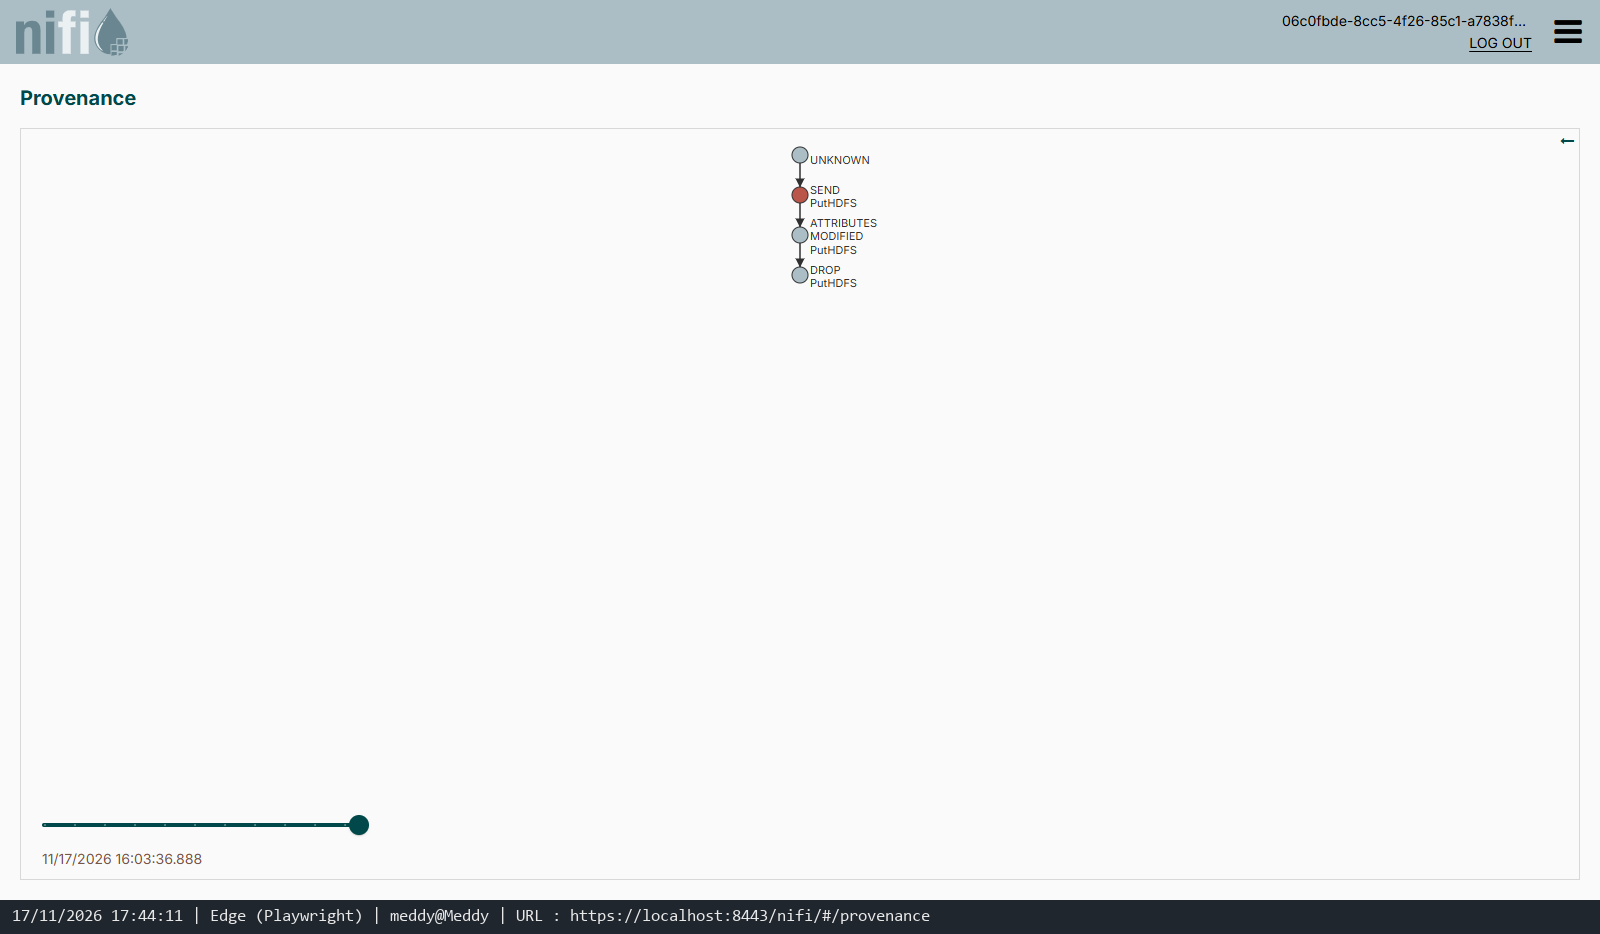 nifi
06c0fbde-8cc5-4f26-85c1-a7838f...
LOG OUT
Provenance
UNKNOWN
SEND
PutHDFS
ATTRIBUTES
MODIFIED
PutHDFS
DROP
PutHDFS
11/17/2026 16:03:36.888
17/11/2026 17:44:11 | Edge (Playwright) | meddy@Meddy | URL : https://localhost:8443/nifi/#/provenance